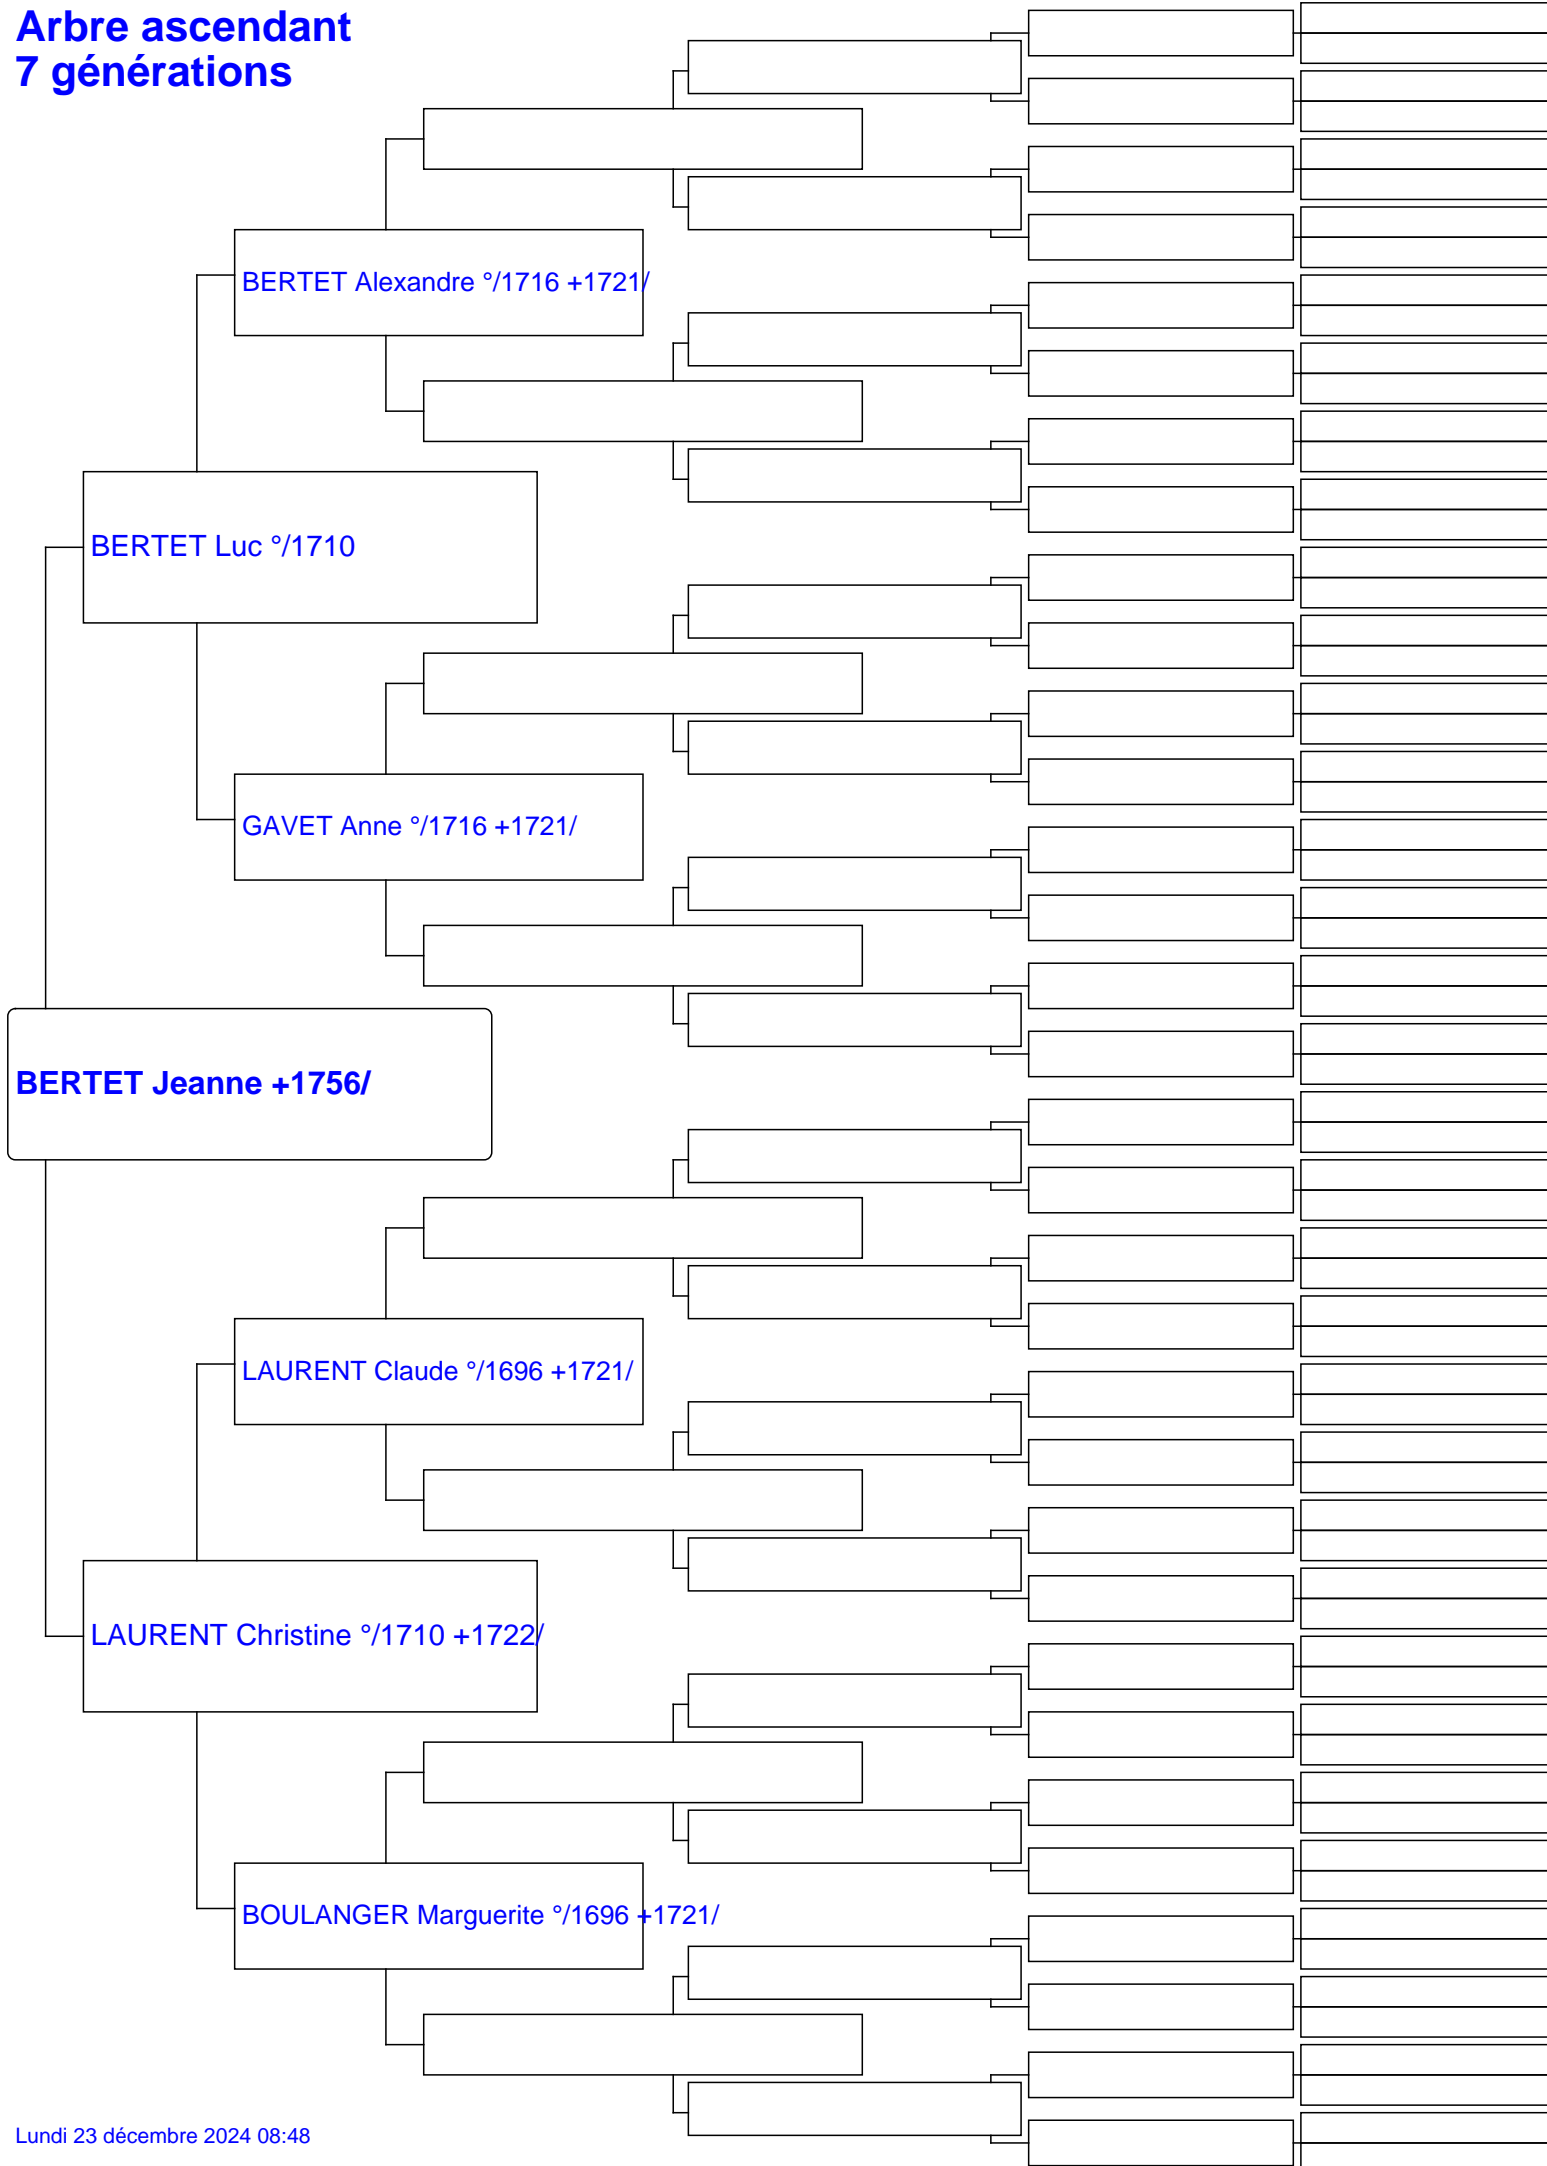 Arbre ascendant
7 générations
BERTET Alexandre °/1716 +1721/
BERTET Luc °/1710
GAVET Anne °/1716 +1721/
BERTET Jeanne +1756/
LAURENT Claude °/1696 +1721/
LAURENT Christine °/1710 +1722/
BOULANGER Marguerite °/1696 +1721/
Lundi 23 décembre 2024 08:48